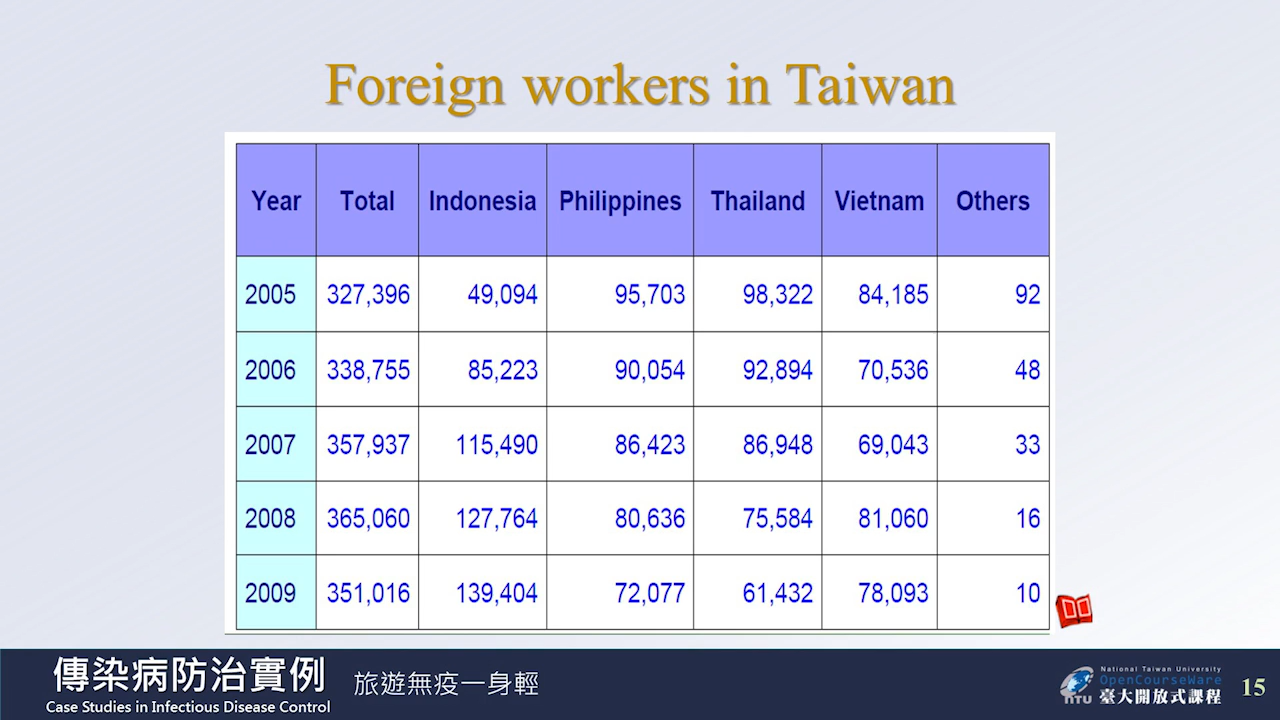 Foreign workers in Taiwan
Year Total Indonesia Philippines Thailand Vietnam Others
2005 327,396 49,094 95,703 98,322 84,185 92
2006 338,755 85,223 90,054 92,894 70,536 48
2007 357,937 115,490 86,423 86,948 69,043 33
2008 365,060 127,764 80,636 75,584 81,060 16
2009 351,016 139,404 72,077 61,432 78,093 10
傳染病防治實例 旅遊無疫一身輕
Case Studies in Infectious Disease Control
National Taiwan University
OpenCourseWare
NTU 臺大開放式課程
15